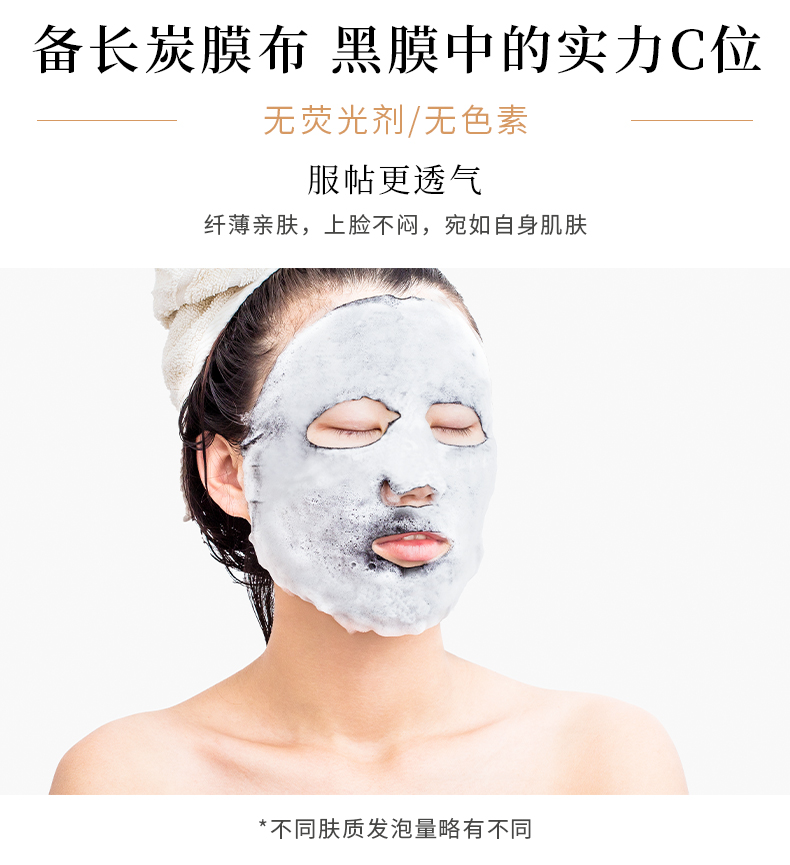 备长炭膜布 黑膜中的实力C位
无荧光剂/无色素
服帖更透气
纤薄亲肤，上脸不闷，宛如自身肌肤
*不同肤质发泡量略有不同